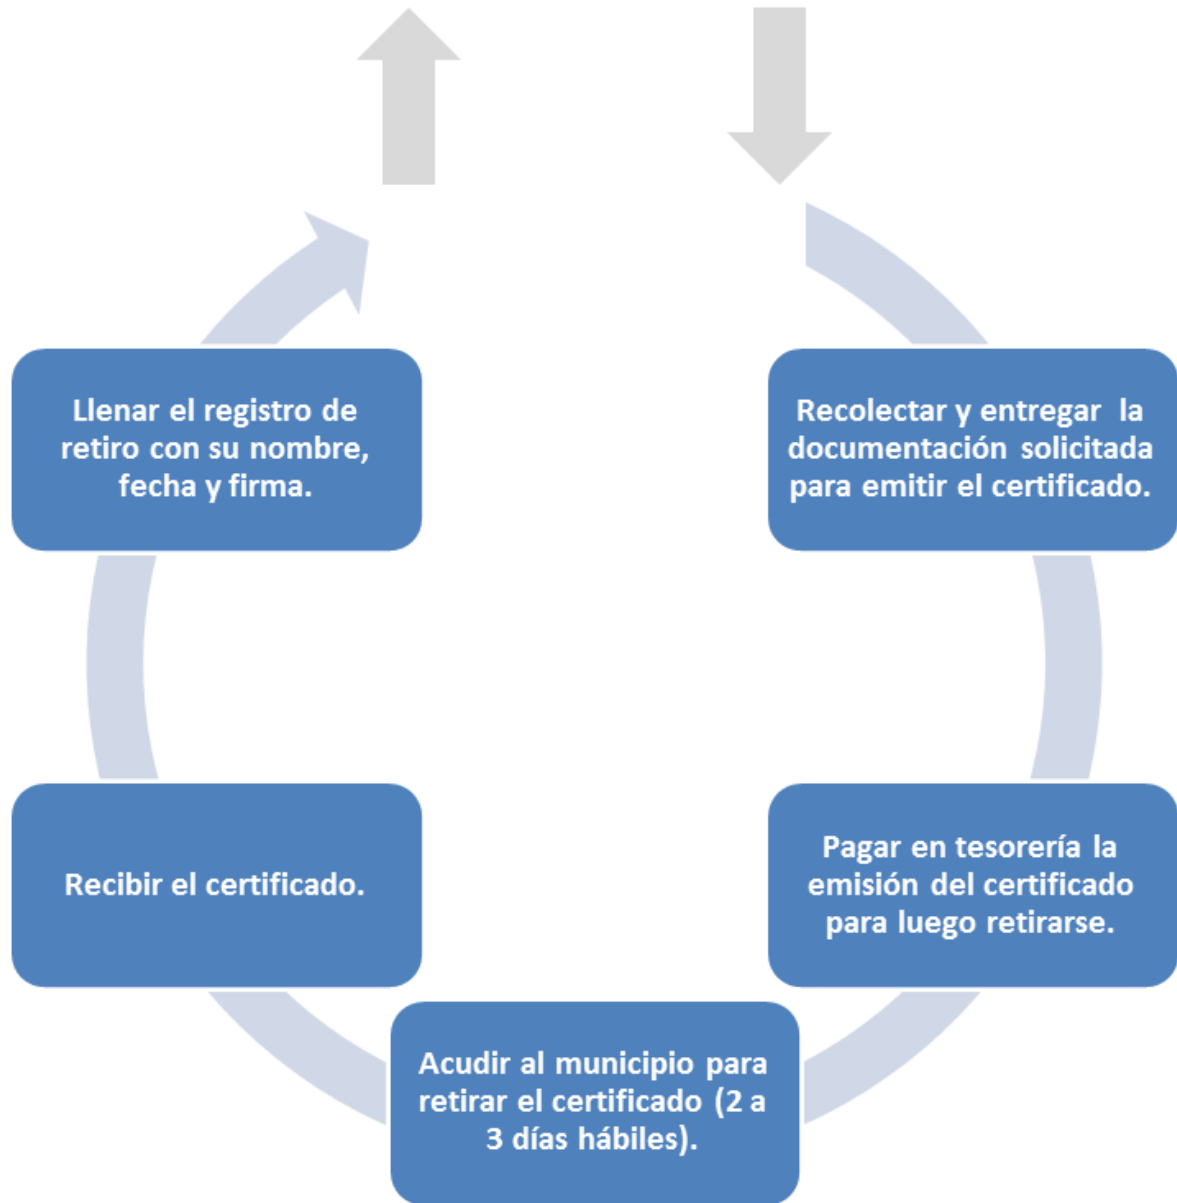 Recolectar y entregar la
documentación solicitada
para emitir el certificado.
Pagar en tesorería la
emisión del certificado
para luego retirarse.
Acudir al municipio para
retirar el certificado (2 a
3 días hábiles).
Recibir el certificado.
Llenar el registro de
retiro con su nombre,
fecha y firma.